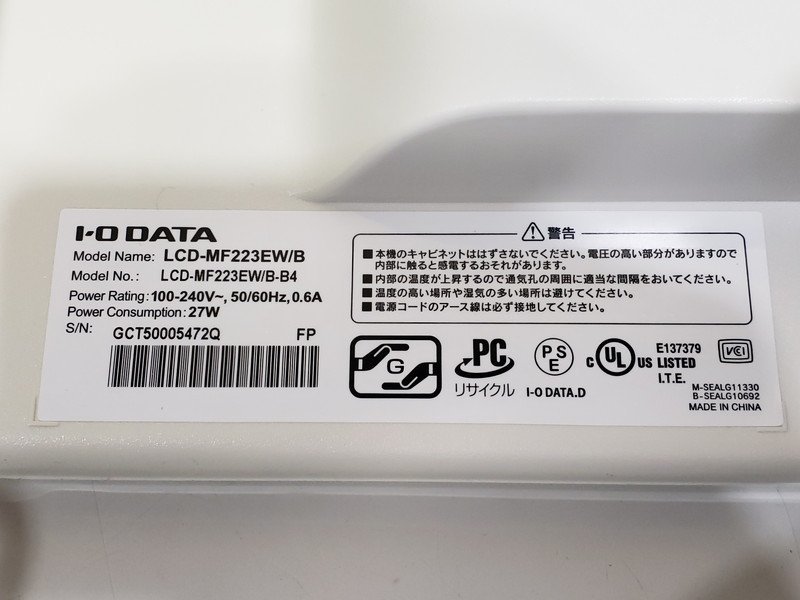 I-O DATA
Model Name: LCD-MF223EW/B
Model No.: LCD-MF223EW/B-B4
Power Rating: 100-240V~, 50/60Hz, 0.6A
Power Consumption: 27W
S/N: GCT50005472Q FP
警告
■本機のキャビネットははずさないでください。電圧の高い部分がありますので
内部に触ると感電するおそれがあります。
■内部の温度が上昇するので通気孔の周囲に適当な間隔をおいてください。
■温度の高い場所や湿気の多い場所は避けてください。
■電源コードのアース線は必ず接地してください。
G
PC
リサイクル
PSE
I-O DATA.D
C UL US LISTED
I.T.E.
E137379
VCI
M-SEALG11330
B-SEALG10692
MADE IN CHINA